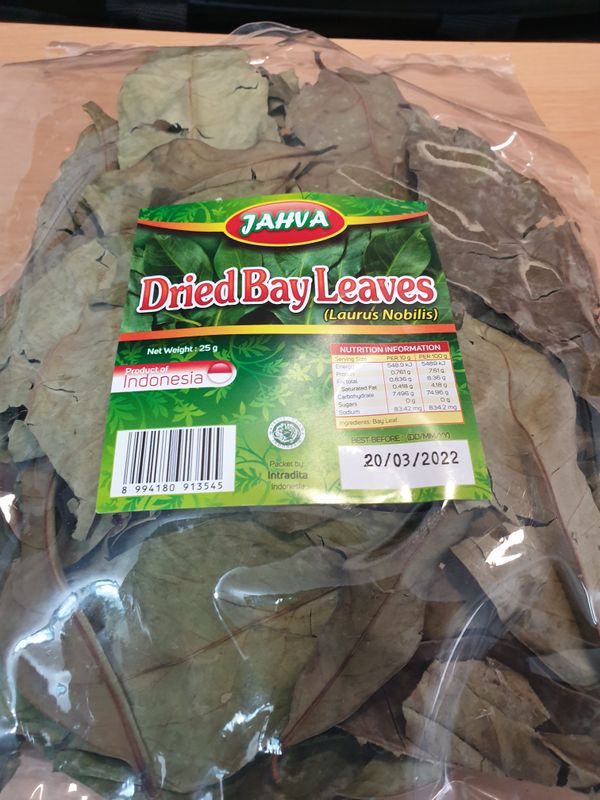 JAHVA
Dried Bay Leaves
(Laurus Nobilis)
Net Weight : 25 g
Product of
Indonesia
NUTRITION INFORMATION
Serving Size PER 10 g PER 100 g
Energy 548.9 kJ 5489 kJ
Protein 0.761 g 7.61 g
Fat total 0.836 g 8.36 g
Saturated Fat 0.418 g 4.18 g
Carbohydrate 7.496 g 74.96 g
Sugars 0 g 0 g
Sodium 83.42 mg 834.2 mg
Ingredients: Bay Leaf
BEST BEFORE : (DD/MM/YY)
20/03/2022
Packet by:
Intradita
Indonesia
8 994180 913545